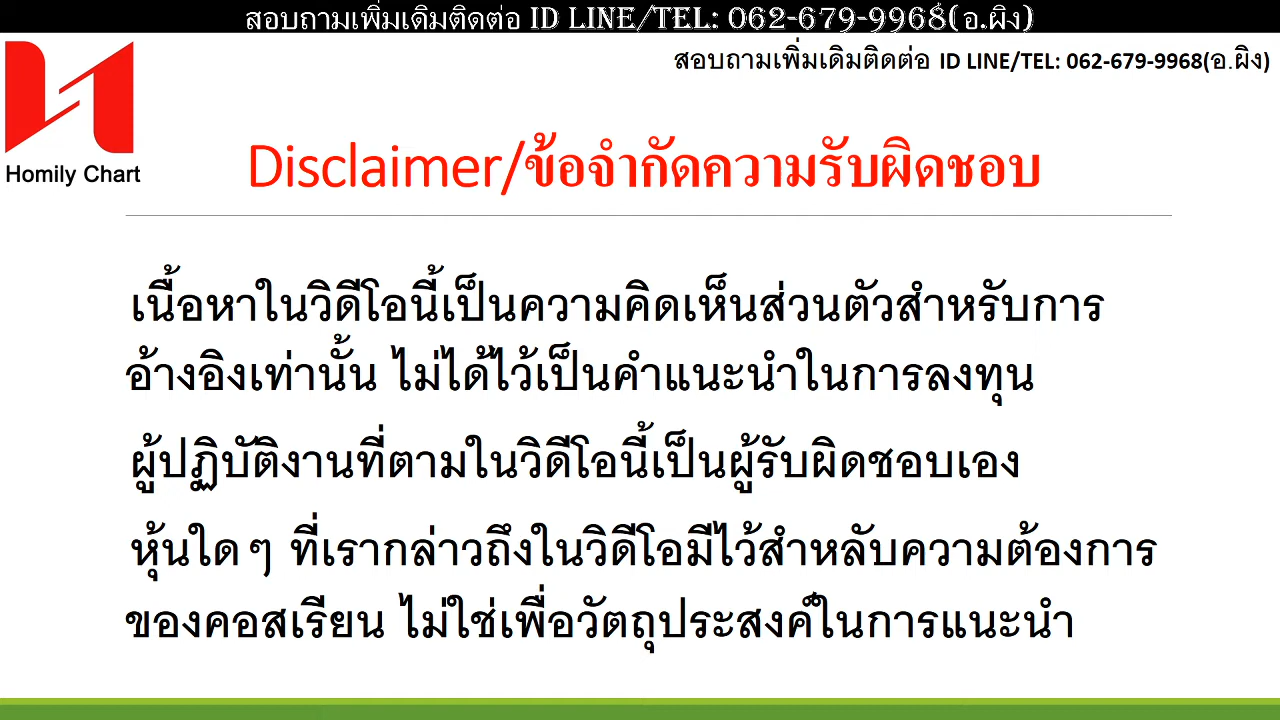 สอบถามเพิ่มเดิมติดต่อ ID LINE/TEL: 062-679-9968(อ.ผิง)
สอบถามเพิ่มเดิมติดต่อ ID LINE/TEL: 062-679-9968(อ.ผิง)
Homily Chart
Disclaimer/ข้อจำกัดความรับผิดชอบ
เนื้อหาในวิดีโอนี้เป็นความคิดเห็นส่วนตัวสำหรับการ
อ้างอิงเท่านั้น ไม่ได้ไว้เป็นคำแนะนำในการลงทุน
ผู้ปฏิบัติงานที่ตามในวิดีโอนี้เป็นผู้รับผิดชอบเอง
หุ้นใดๆ ที่เรากล่าวถึงในวิดีโอมีไว้สำหลับความต้องการ
ของคอสเรียน ไม่ใช่เพื่อวัตถุประสงค์ในการแนะนำ